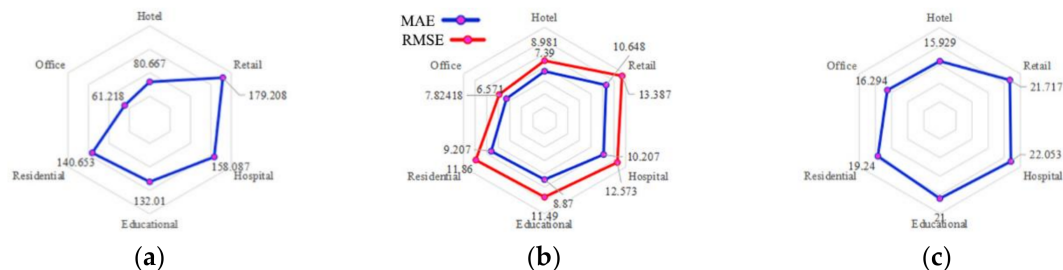 Hotel
80.667
Office
Retail
61.218
179.208
140.653
158.087
Residential
Hospital
132.01
Educational
(a)
MAE
RMSE
Hotel
8.981
7.39
10.648
Office
Retail
6.571
7.82418
13.387
9.207
10.207
11.86
Residential
Hospital
12.573
8.87
11.49
Educational
(b)
Hotel
15.929
Office
Retail
16.294
21.717
19.24
22.053
Residential
Hospital
21
Educational
(c)